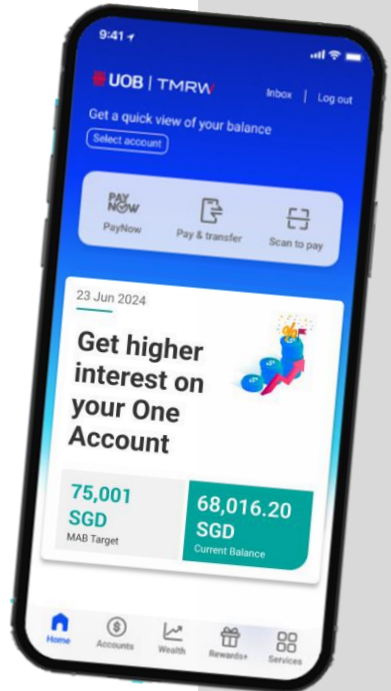 9:41
UOB | TMRW
Inbox | Log out
Get a quick view of your balance
Select account
PAY
NOW
PayNow
Pay & transfer
Scan to pay
23 Jun 2024
Get higher
interest on
your One
Account
75,001
SGD
MAB Target
68,016.20
SGD
Current Balance
Home
Accounts
Wealth
Rewards+
Services